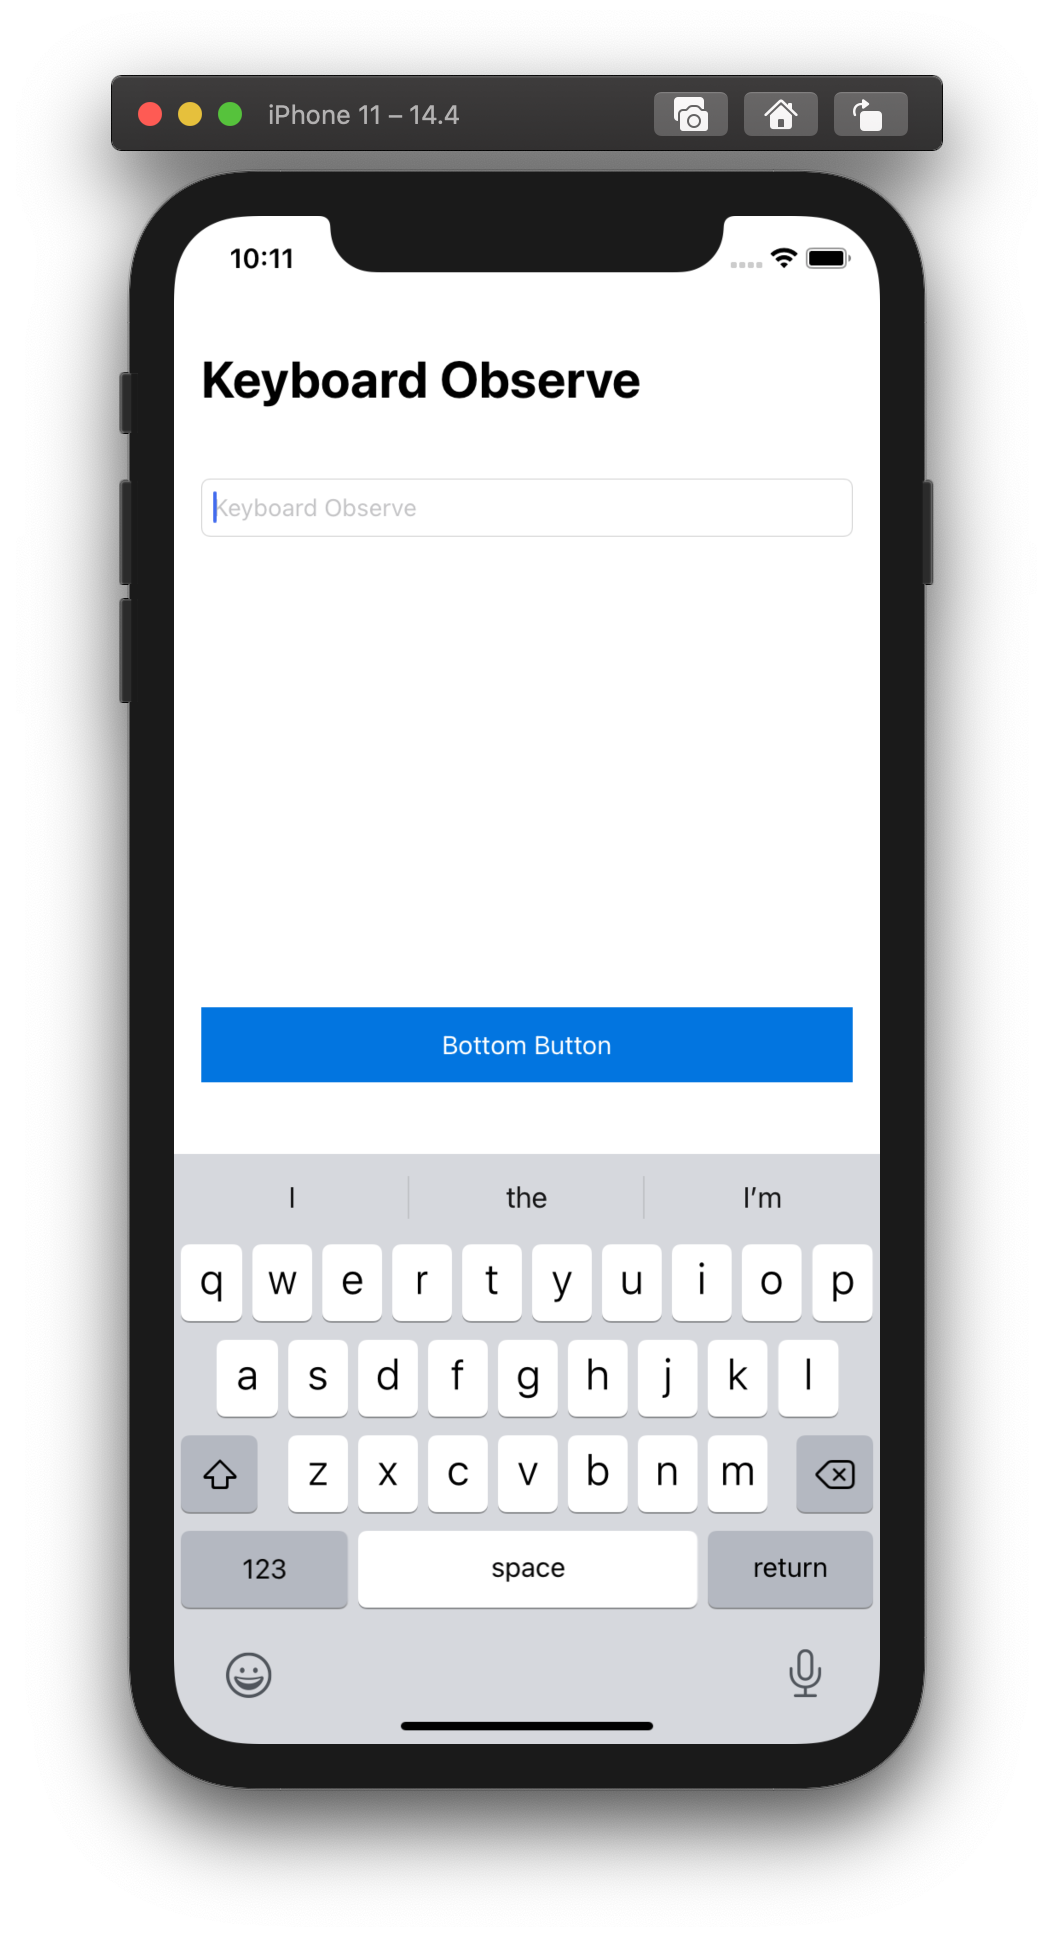 iPhone 11 – 14.4
10:11
Keyboard Observe
Keyboard Observe
Bottom Button
I the I’m
q w e r t y u i o p
a s d f g h j k l
z x c v b n m
123 space return